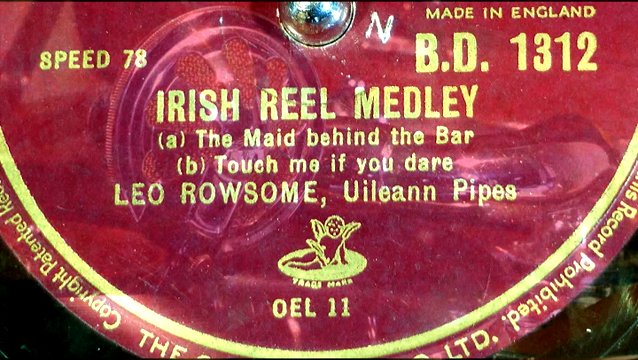 MADE IN ENGLAND
SPEED 78
N
B.D. 1312
IRISH REEL MEDLEY
(a) The Maid behind the Bar
(b) Touch me if you dare
LEO ROWSOME, Uileann Pipes
TRADE MARK
OEL 11
Copyright Patented
THE
LTD.
Record Prohibited.